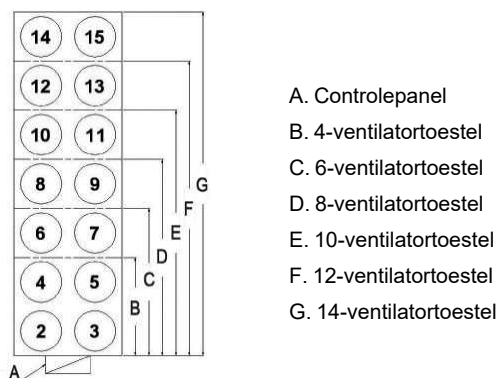 14 15
12 13
10 11
8 9
6 7
4 5
2 3
G
F
E
D
C
B
A
A. Controlepanel
B. 4-ventilatortoestel
C. 6-ventilatortoestel
D. 8-ventilatortoestel
E. 10-ventilatortoestel
F. 12-ventilatortoestel
G. 14-ventilatortoestel